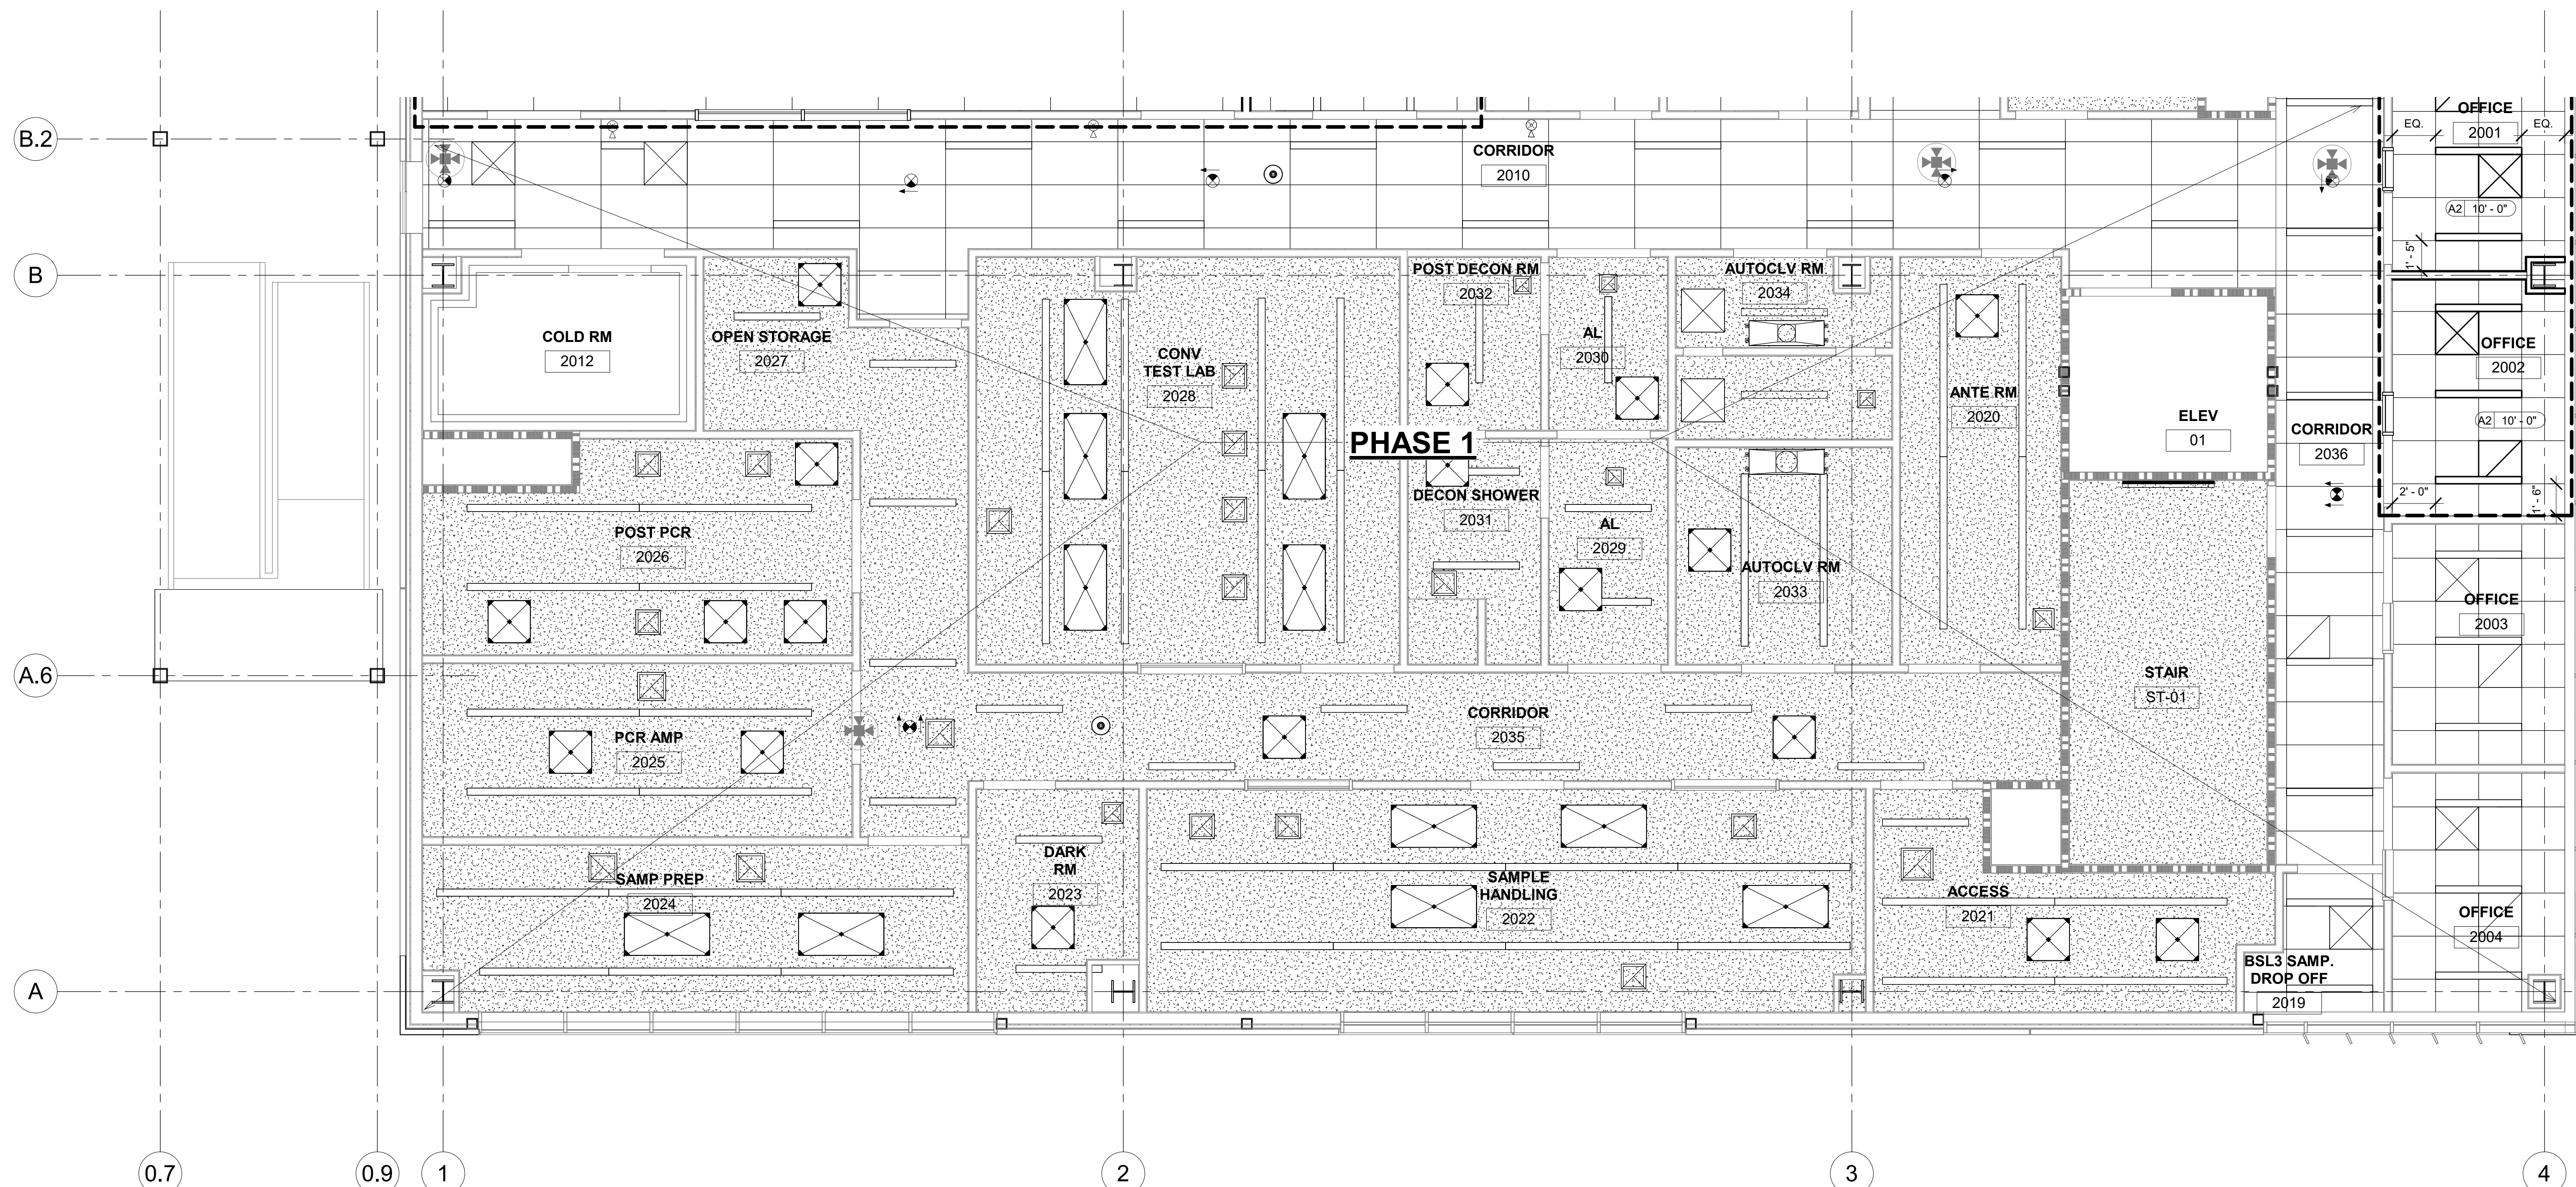 OFFICE
B.2
EQ.
2001
EQ.
CORRIDOR
2010
A2 10' - 0"
1' - 5"
B
POST DECON RM
2032
AUTOCLV RM
2034
COLD RM
2012
OPEN STORAGE
2027
CONV
TEST LAB
2028
AL
2030
OFFICE
2002
ANTE RM
2020
ELEV
01
A2 10' - 0"
CORRIDOR
2036
PHASE 1
DECON SHOWER
2031
2' - 0"
1' - 6"
POST PCR
2026
AL
2029
AUTOCLV RM
2033
OFFICE
2003
A.6
STAIR
ST-01
CORRIDOR
2035
PCR AMP
2025
DARK
RM
2023
SAMP PREP
2024
SAMPLE
HANDLING
2022
ACCESS
2021
OFFICE
2004
BSL3 SAMP.
DROP OFF
2019
A
0.7
0.9
1
2
3
4